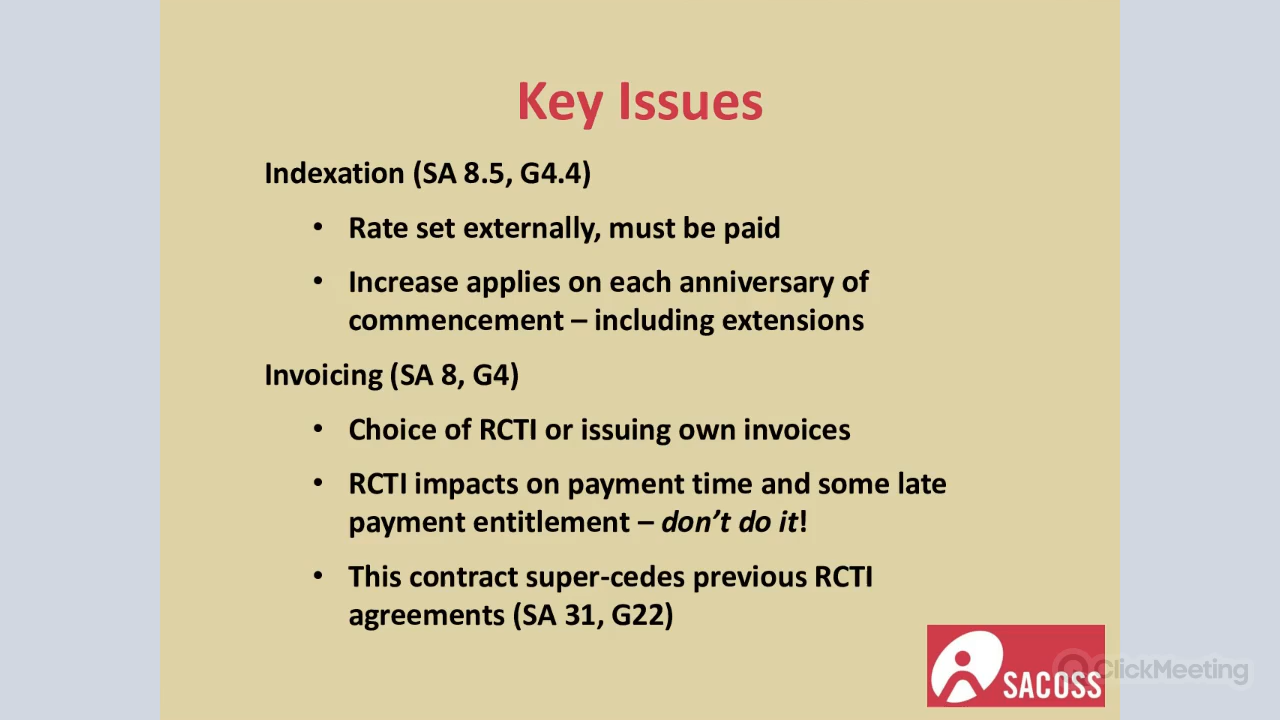 Key Issues
Indexation (SA 8.5, G4.4)
• Rate set externally, must be paid
• Increase applies on each anniversary of
commencement – including extensions
Invoicing (SA 8, G4)
• Choice of RCTI or issuing own invoices
• RCTI impacts on payment time and some late
payment entitlement – don’t do it!
• This contract super-cedes previous RCTI
agreements (SA 31, G22)
SACOSS
ClickMeeting